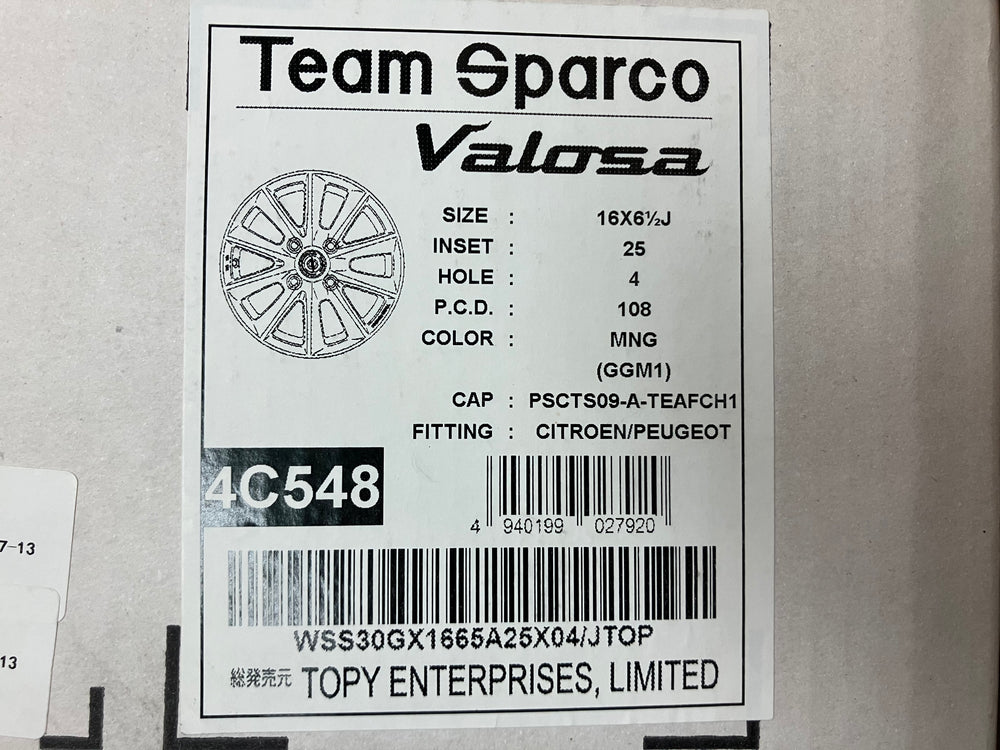 Team Sparco
Valosa
SIZE : 16X6½J
INSET : 25
HOLE : 4
P.C.D. : 108
COLOR : MNG
(GGM1)
CAP : PSCTS09-A-TEAFCH1
FITTING : CITROEN/PEUGEOT
4C548
4 940199 027920
WSS30GX1665A25X04/JTOP
総発売元 TOPY ENTERPRISES, LIMITED
7-13
13